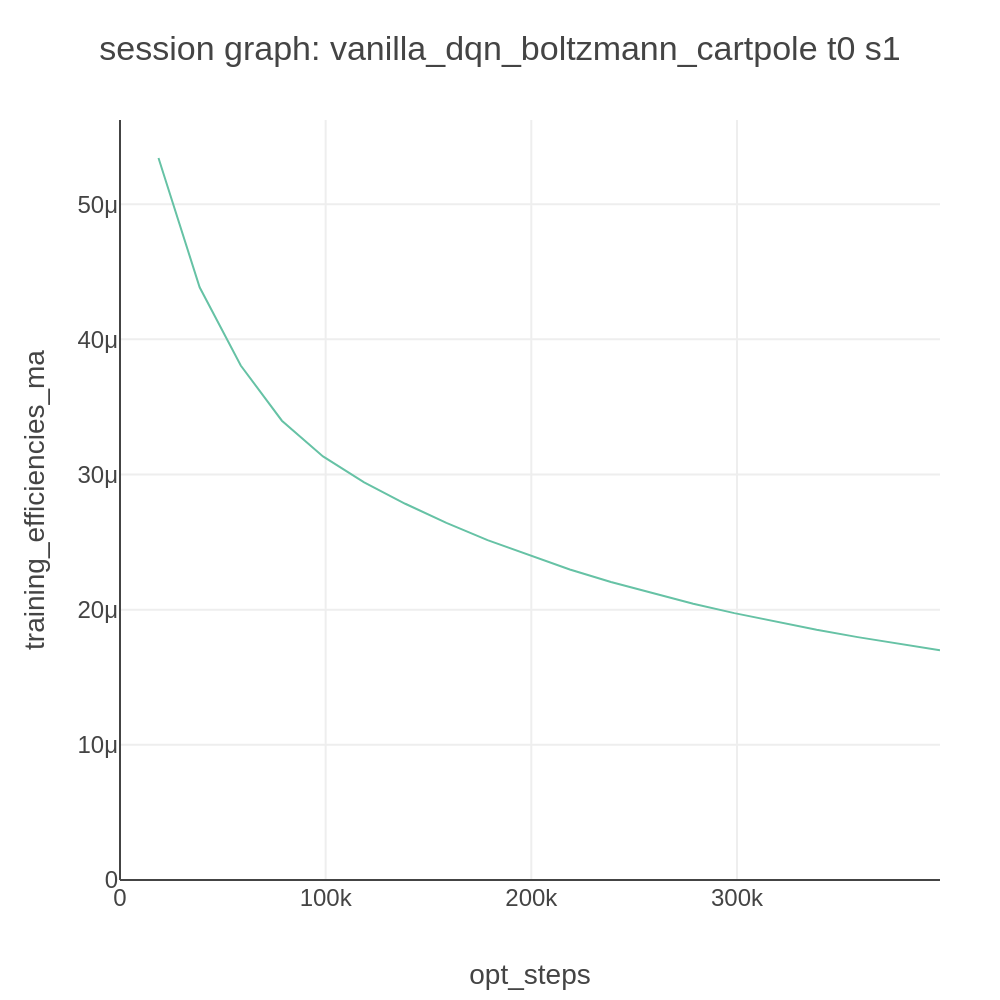 session graph: vanilla_dqn_boltzmann_cartpole t0 s1
training_efficiencies_ma
50μ
40μ
30μ
20μ
10μ
0
0
100k
200k
300k
opt_steps